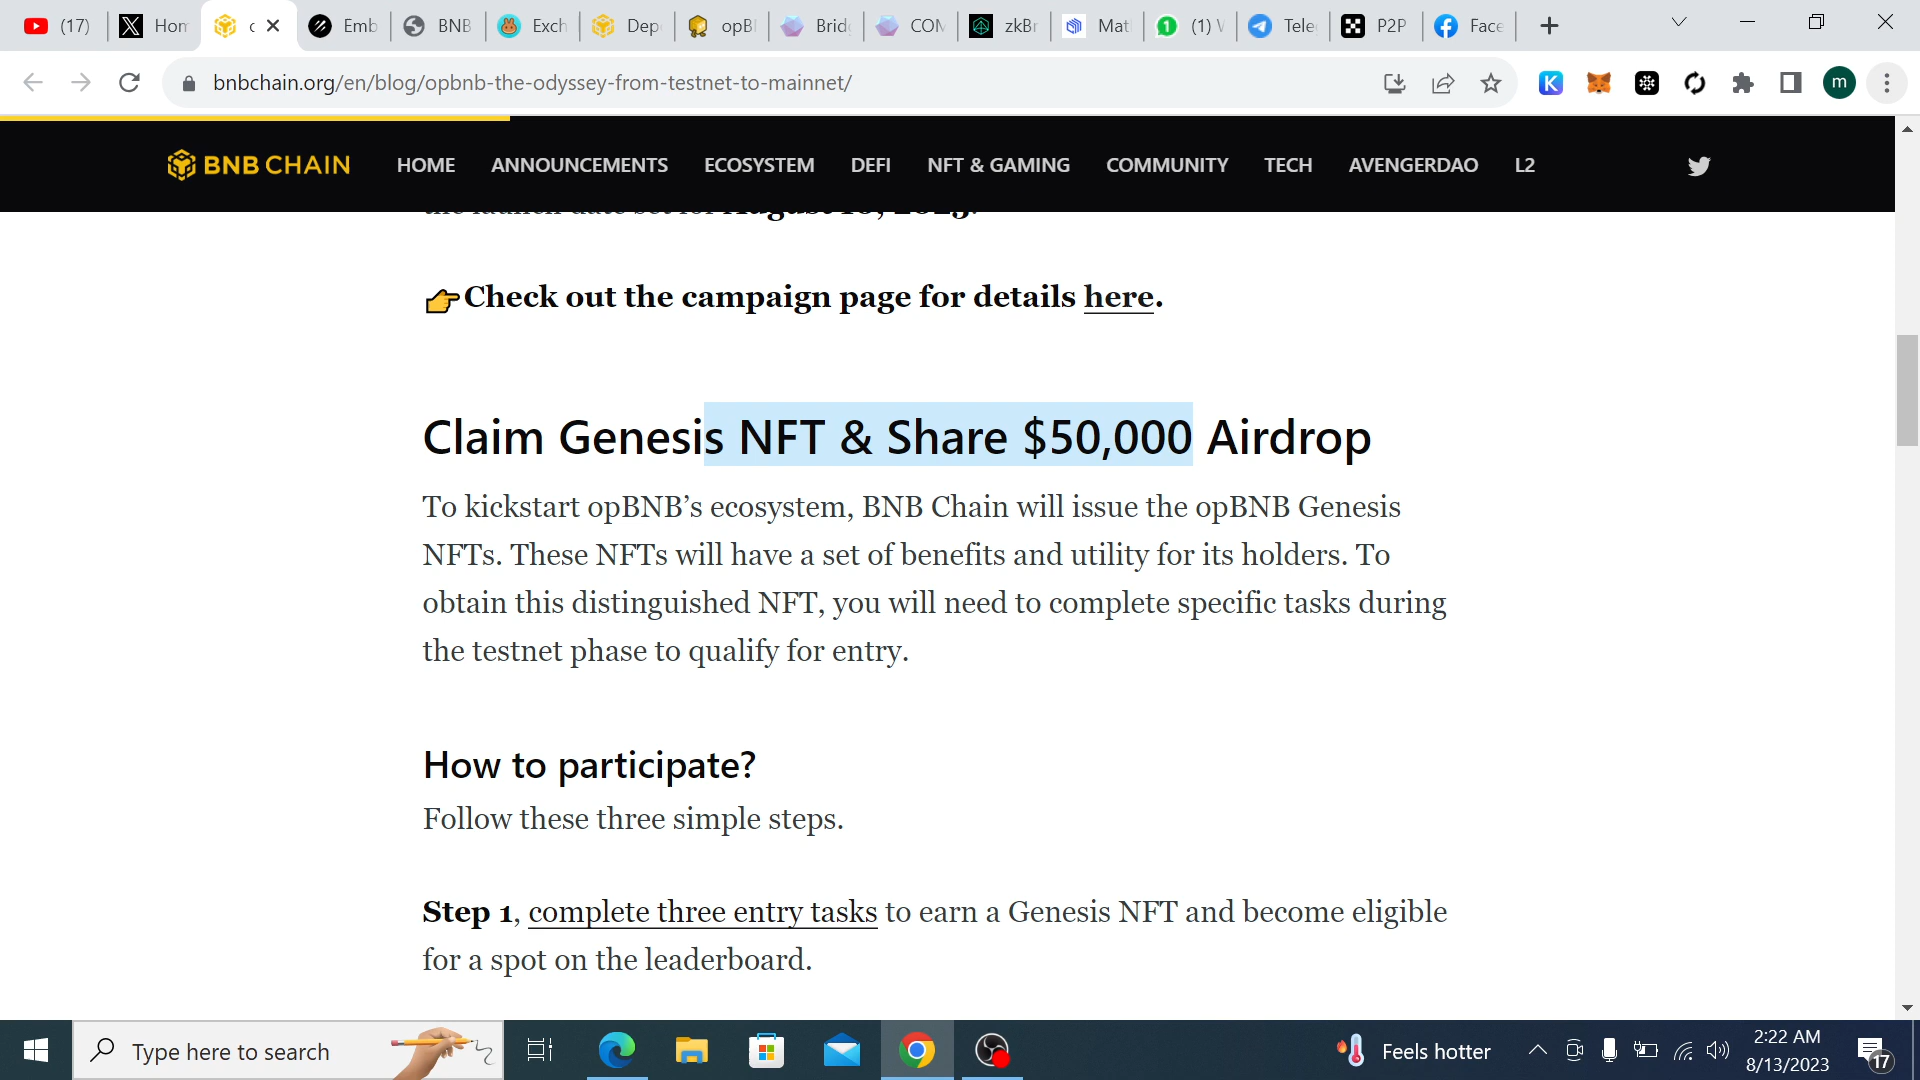 (17)
Hom
Emb
BNB
Exch
Dep
opB
Bridg
COM
zkBr
Mat
(1)
Tele
P2P
Face
bnbchain.org/en/blog/opbnb-the-odyssey-from-testnet-to-mainnet/
K
m
BNB CHAIN
HOME
ANNOUNCEMENTS
ECOSYSTEM
DEFI
NFT & GAMING
COMMUNITY
TECH
AVENGERDAO
L2
👉Check out the campaign page for details here.
Claim Genesis NFT & Share $50,000 Airdrop
To kickstart opBNB’s ecosystem, BNB Chain will issue the opBNB Genesis
NFTs. These NFTs will have a set of benefits and utility for its holders. To
obtain this distinguished NFT, you will need to complete specific tasks during
the testnet phase to qualify for entry.
How to participate?
Follow these three simple steps.
Step 1, complete three entry tasks to earn a Genesis NFT and become eligible
for a spot on the leaderboard.
Type here to search
Feels hotter
2:22 AM
8/13/2023
17